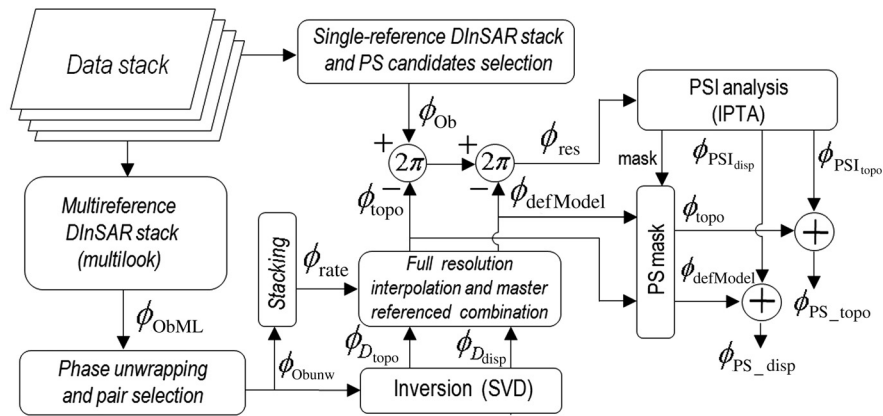 Data stack
Single-reference DInSAR stack
and PS candidates selection
PSI analysis
(IPTA)
ϕOb
+
2π
+
2π
ϕres
mask
ϕPSIdisp
ϕPSItopo
−
−
ϕtopo
ϕdefModel
Multireference
DInSAR stack
(multilook)
Stacking
ϕrate
Full resolution
interpolation and master
referenced combination
PS mask
ϕtopo
+
ϕdefModel
+
ϕPS_topo
ϕPS_disp
ϕObML
ϕDtopo
ϕDdisp
Phase unwrapping
and pair selection
ϕObunw
Inversion (SVD)